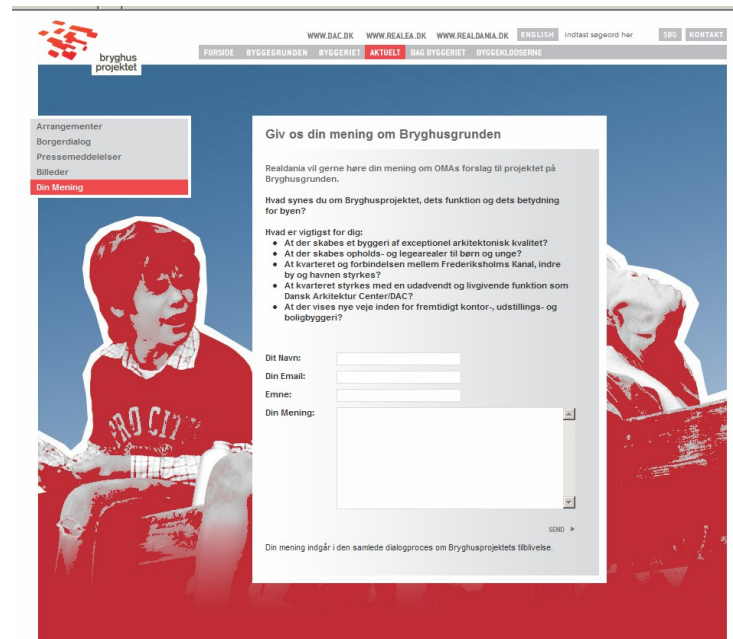 WWW.DAC.DK WWW.REALEA.DK WWW.REALDANIA.DK ENGLISH indtast søgeord her SØG KONTAKT
bryghus
projektet
FORSIDE BYGGEGRUNDEN BYGGERIET AKTUELT BAG BYGGERIET BYGGEKLODSERNE
Arrangementer
Borgerdialog
Pressemeddelelser
Billeder
Din Mening
Giv os din mening om Bryghusgrunden
Realdania vil gerne høre din mening om OMAs forslag til projektet på
Bryghusgrunden.
Hvad synes du om Bryghusprojektet, dets funktion og dets betydning
for byen?
Hvad er vigtigst for dig:
• At der skabes et byggeri af exceptionel arkitektonisk kvalitet?
• At der skabes opholds- og legearealer til børn og unge?
• At kvarteret og forbindelsen mellem Frederiksholms Kanal, indre
by og havnen styrkes?
• At kvarteret styrkes med en udadvendt og livgivende funktion som
Dansk Arkitektur Center/DAC?
• At der vises nye veje inden for fremtidigt kontor-, udstillings- og
boligbyggeri?
Dit Navn:
Din Email:
Emne:
Din Mening:
SEND
Din mening indgår i den samlede dialogproces om Bryghusprojektets tilblivelse.
PRO CITY